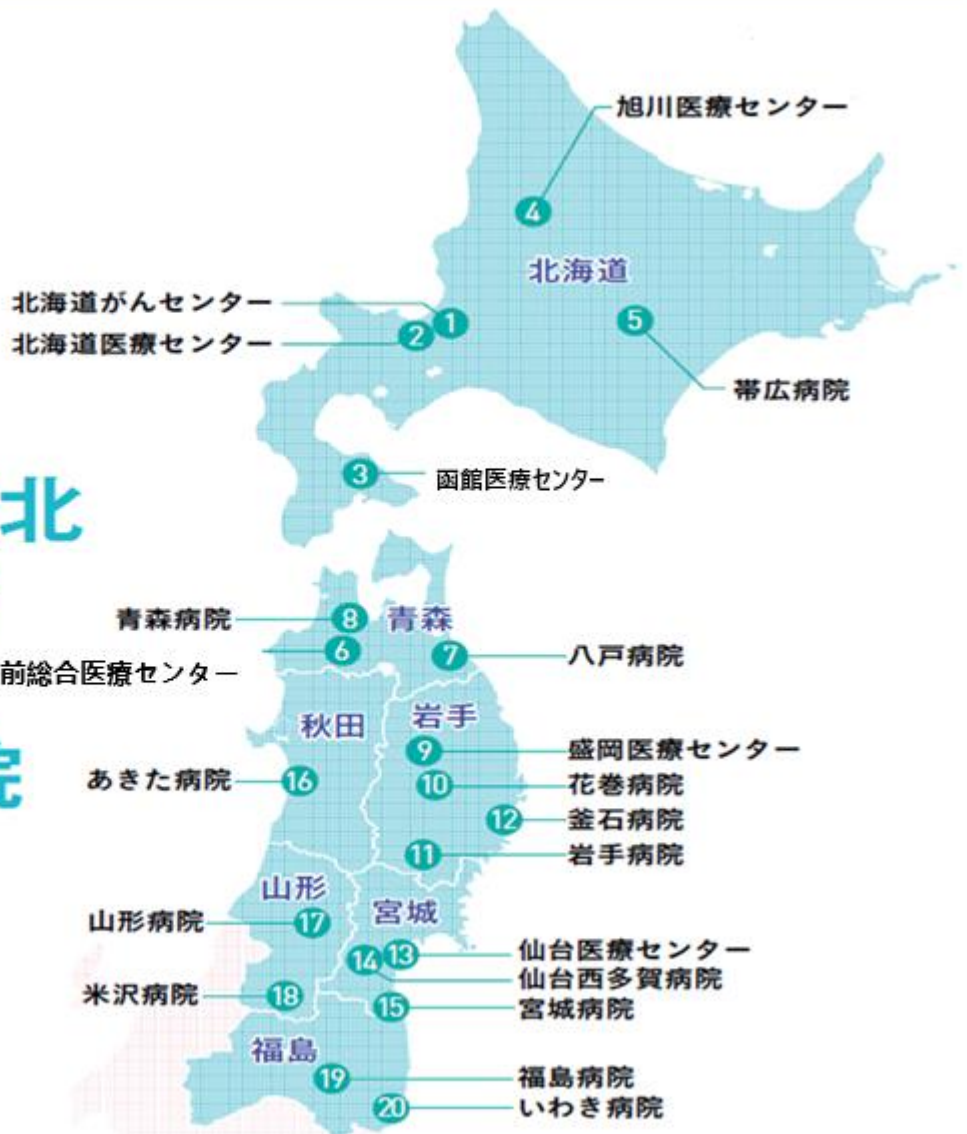 旭川医療センター
4
北海道
北海道がんセンター
1
5
北海道医療センター
2
帯広病院
3
函館医療センター
北
青森病院
8
青森
6
7
八戸病院
前総合医療センター
秋田
岩手
院
9
盛岡医療センター
あきた病院
16
10
花巻病院
12
釜石病院
11
岩手病院
山形
宮城
山形病院
17
13
仙台医療センター
14
仙台西多賀病院
米沢病院
18
15
宮城病院
福島
19
福島病院
20
いわき病院